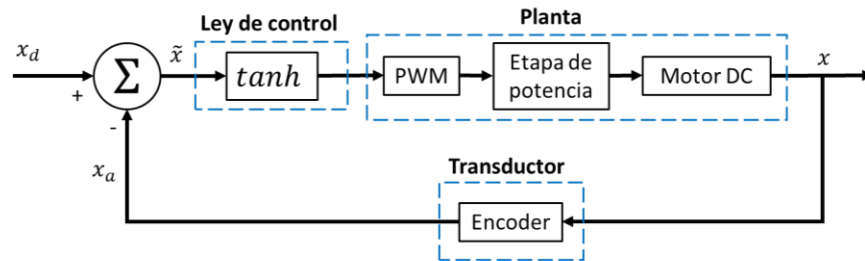 Ley de control
Planta
x_d
x̃
tanh
PWM
Etapa de
potencia
Motor DC
x
Σ
+
-
x_a
Transductor
Encoder